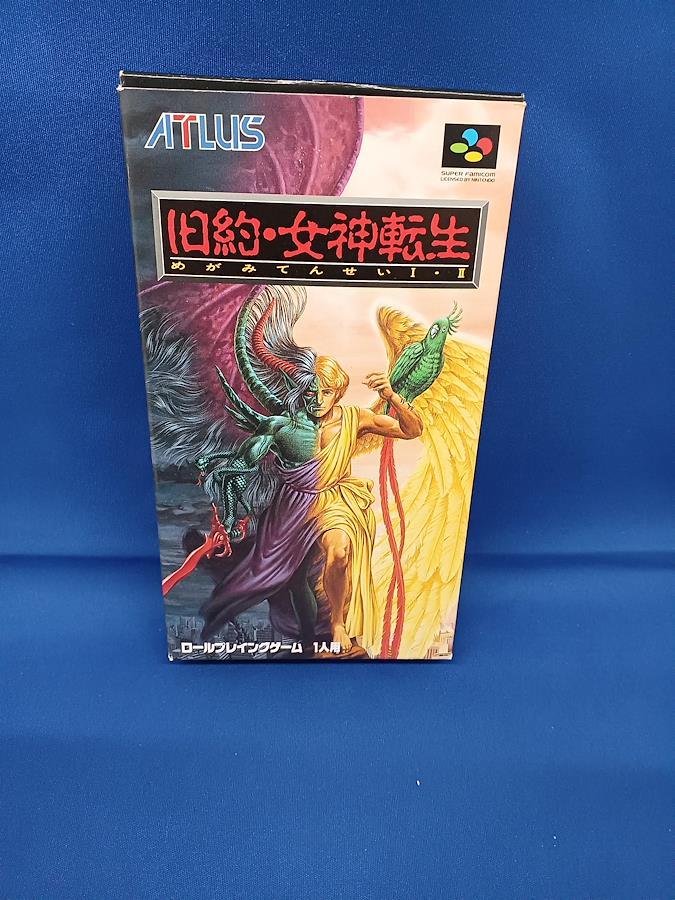 ATLUS
SUPER FAMICOM
LICENSED BY NINTENDO
旧約・女神転生
めがみてんせいI・II
ロールプレイングゲーム 1人用